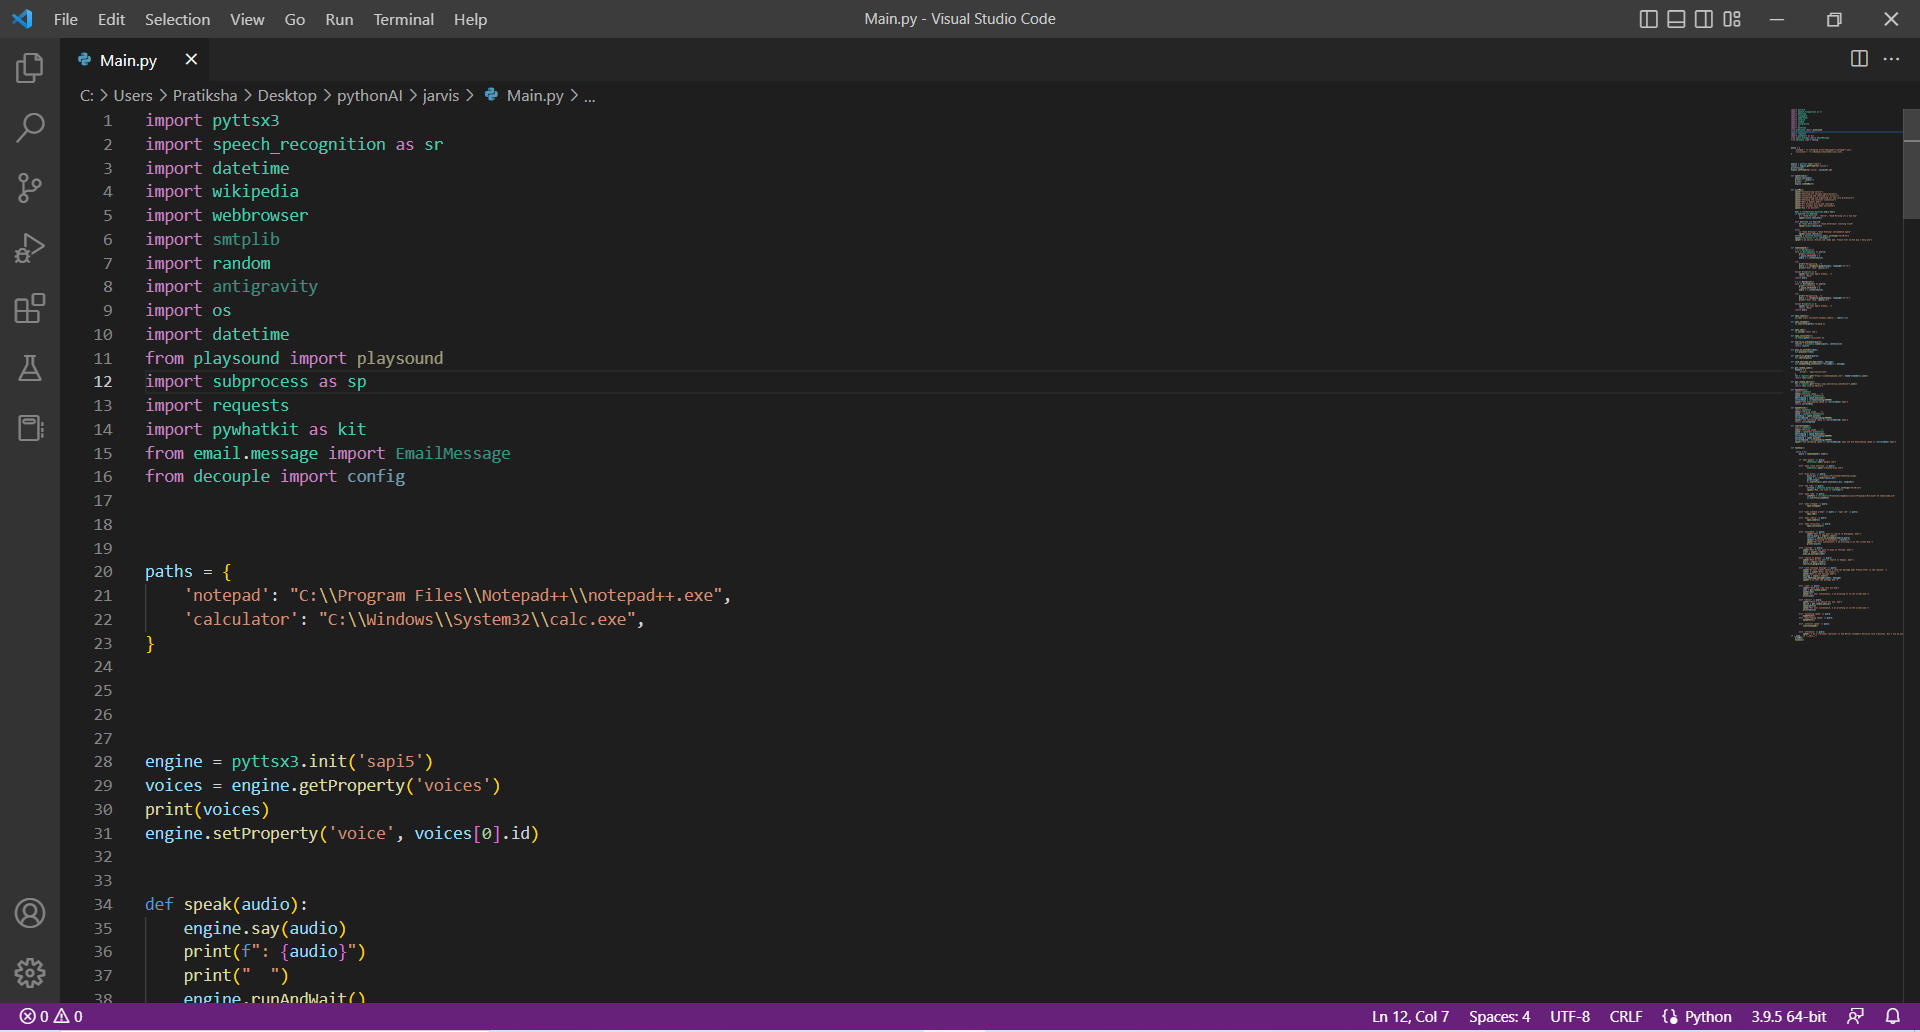 File Edit Selection View Go Run Terminal Help
Main.py - Visual Studio Code
Main.py
C: > Users > Pratiksha > Desktop > pythonAI > jarvis > Main.py > ...
1 import pyttsx3
2 import speech_recognition as sr
3 import datetime
4 import wikipedia
5 import webbrowser
6 import smtplib
7 import random
8 import antigravity
9 import os
10 import datetime
11 from playsound import playsound
12 import subprocess as sp
13 import requests
14 import pywhatkit as kit
15 from email.message import EmailMessage
16 from decouple import config
17
18
19
20 paths = {
21     'notepad': "C:\\Program Files\\Notepad++\\notepad++.exe",
22     'calculator': "C:\\Windows\\System32\\calc.exe",
23 }
24
25
26
27
28 engine = pyttsx3.init('sapi5')
29 voices = engine.getProperty('voices')
30 print(voices)
31 engine.setProperty('voice', voices[0].id)
32
33
34 def speak(audio):
35     engine.say(audio)
36     print(f": {audio}")
37     print("  ")
38     engine.runAndWait()
0 0 Ln 12, Col 7 Spaces: 4 UTF-8 CRLF Python 3.9.5 64-bit